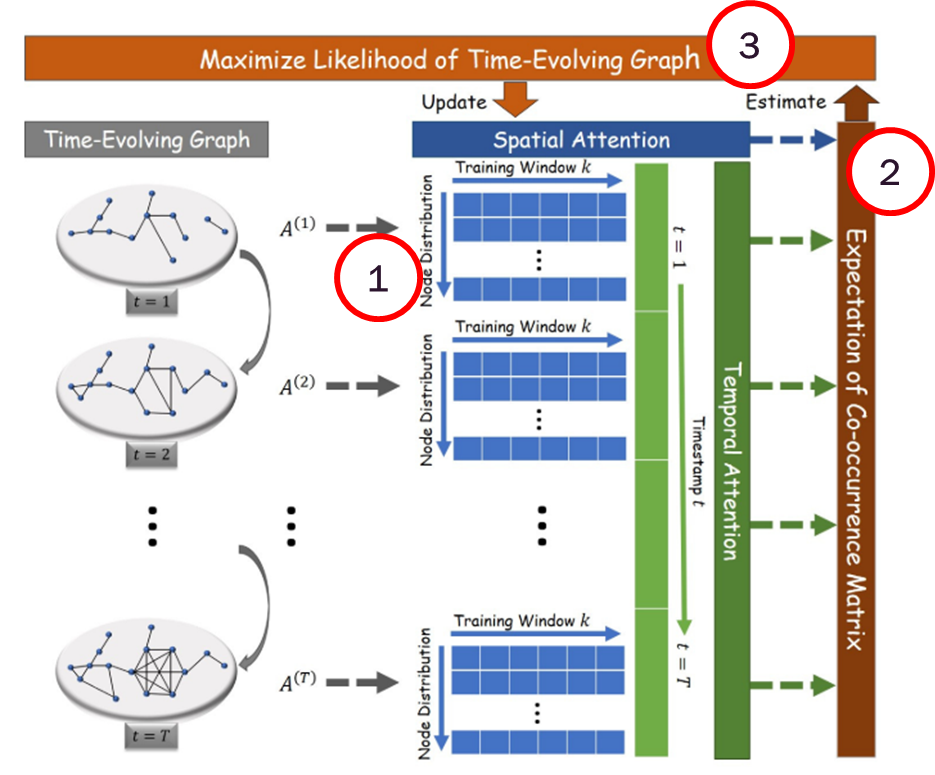 Maximize Likelihood of Time-Evolving Graph
3
Update
Estimate
Time-Evolving Graph
Spatial Attention
2
Training Window k
Node Distribution
A^(1)
1
t = 1
t = 1
Training Window k
Node Distribution
A^(2)
t = 2
Timestamp t
Temporal Attention
Expectation of Co-occurrence Matrix
Training Window k
Node Distribution
A^(T)
t = T
t = T